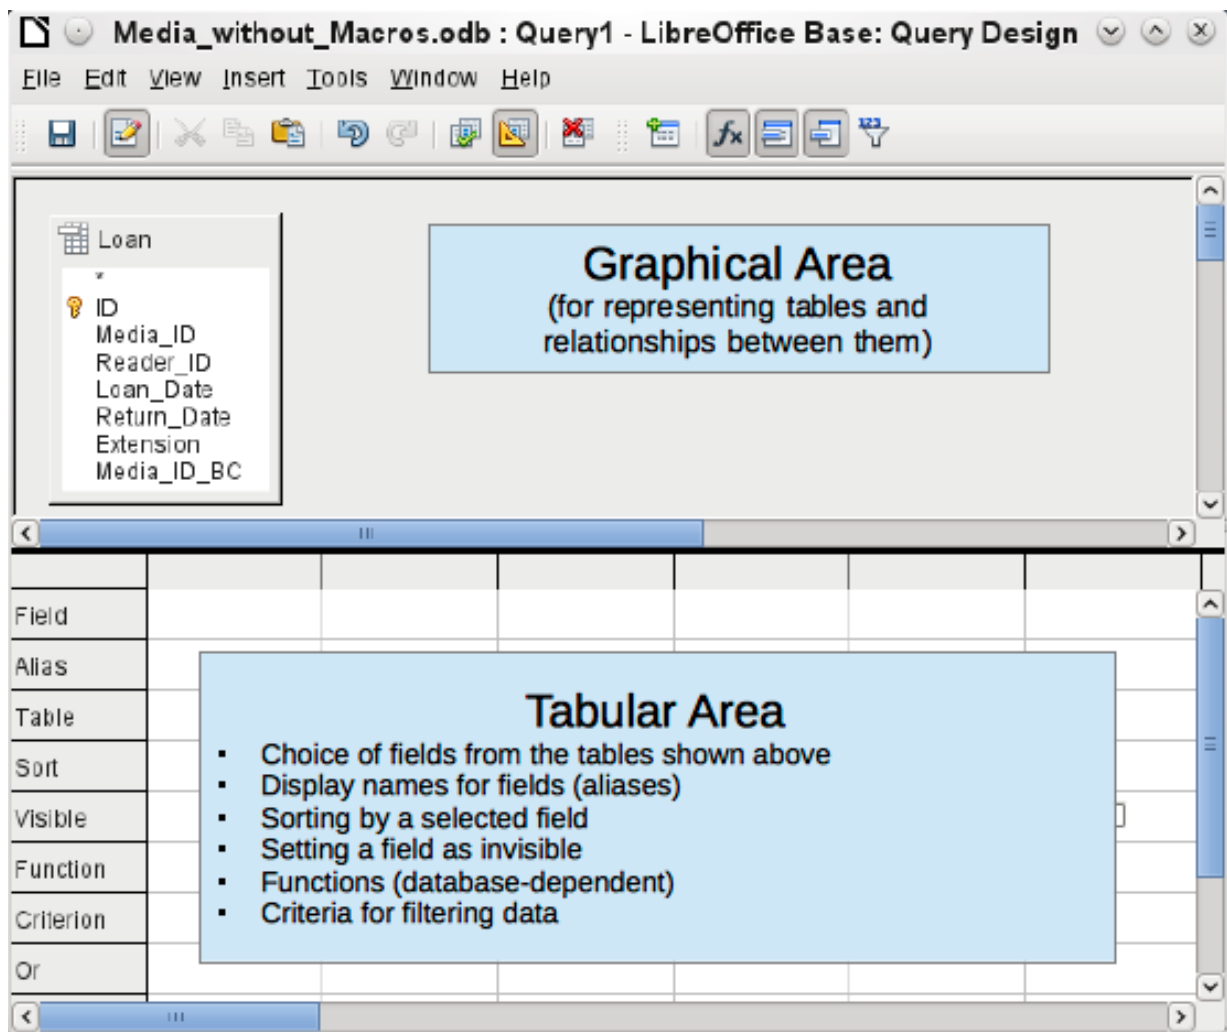 Media_without_Macros.odb : Query1 - LibreOffice Base: Query Design
File Edit View Insert Tools Window Help
fx
123
Loan
*
ID
Media_ID
Reader_ID
Loan_Date
Return_Date
Extension
Media_ID_BC
Graphical Area
(for representing tables and
relationships between them)
Field
Alias
Table
Sort
Visible
Function
Criterion
Or
Tabular Area
▪ Choice of fields from the tables shown above
▪ Display names for fields (aliases)
▪ Sorting by a selected field
▪ Setting a field as invisible
▪ Functions (database-dependent)
▪ Criteria for filtering data